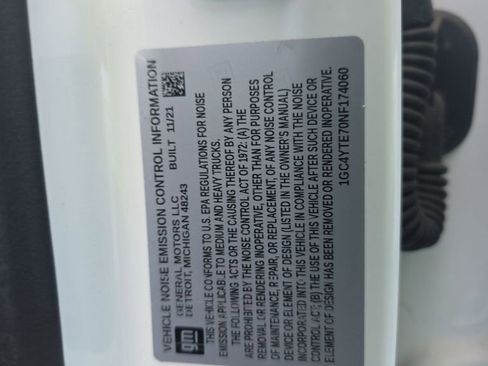 VEHICLE NOISE EMISSION CONTROL INFORMATION
GENERAL MOTORS LLC
DETROIT, MICHIGAN 48243
BUILT 11/21
gm
THIS VEHICLE CONFORMS TO U.S. EPA REGULATIONS FOR NOISE
EMISSION APPLICABLE TO MEDIUM AND HEAVY TRUCKS.
THE FOLLOWING ACTS OR THE CAUSING THEREOF BY ANY PERSON
ARE PROHIBITED BY THE NOISE CONTROL ACT OF 1972: (A) THE
REMOVAL OR RENDERING INOPERATIVE, OTHER THAN FOR PURPOSES
OF MAINTENANCE, REPAIR, OR REPLACEMENT, OF ANY NOISE CONTROL
DEVICE OR ELEMENT OF DESIGN (LISTED IN THE OWNER'S MANUAL)
INCORPORATED INTO THIS VEHICLE IN COMPLIANCE WITH THE NOISE
CONTROL ACT; (B) THE USE OF THIS VEHICLE AFTER SUCH DEVICE OR
ELEMENT OF DESIGN HAS BEEN REMOVED OR RENDERED INOPERATIVE.
1GC4YTE70NF174060